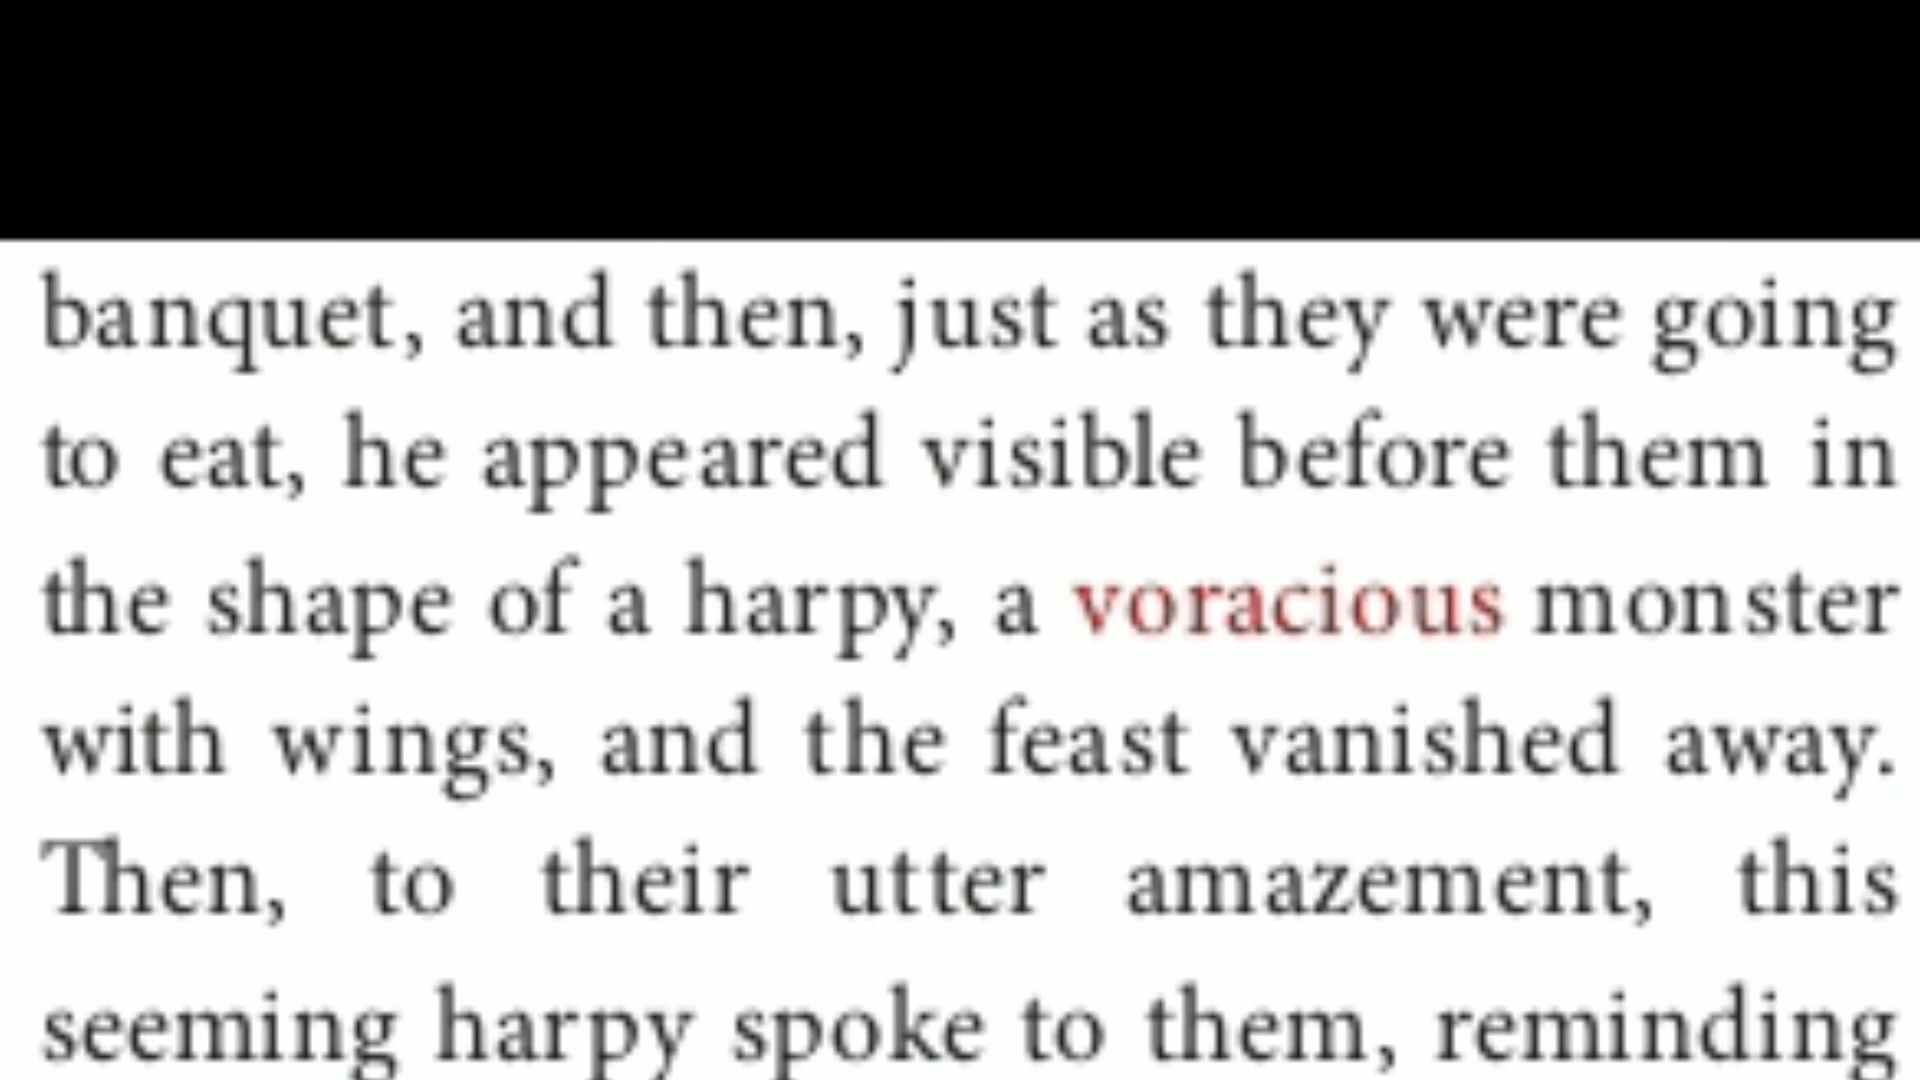 banquet, and then, just as they were going
to eat, he appeared visible before them in
the shape of a harpy, a voracious monster
with wings, and the feast vanished away.
Then, to their utter amazement, this
seeming harpy spoke to them, reminding